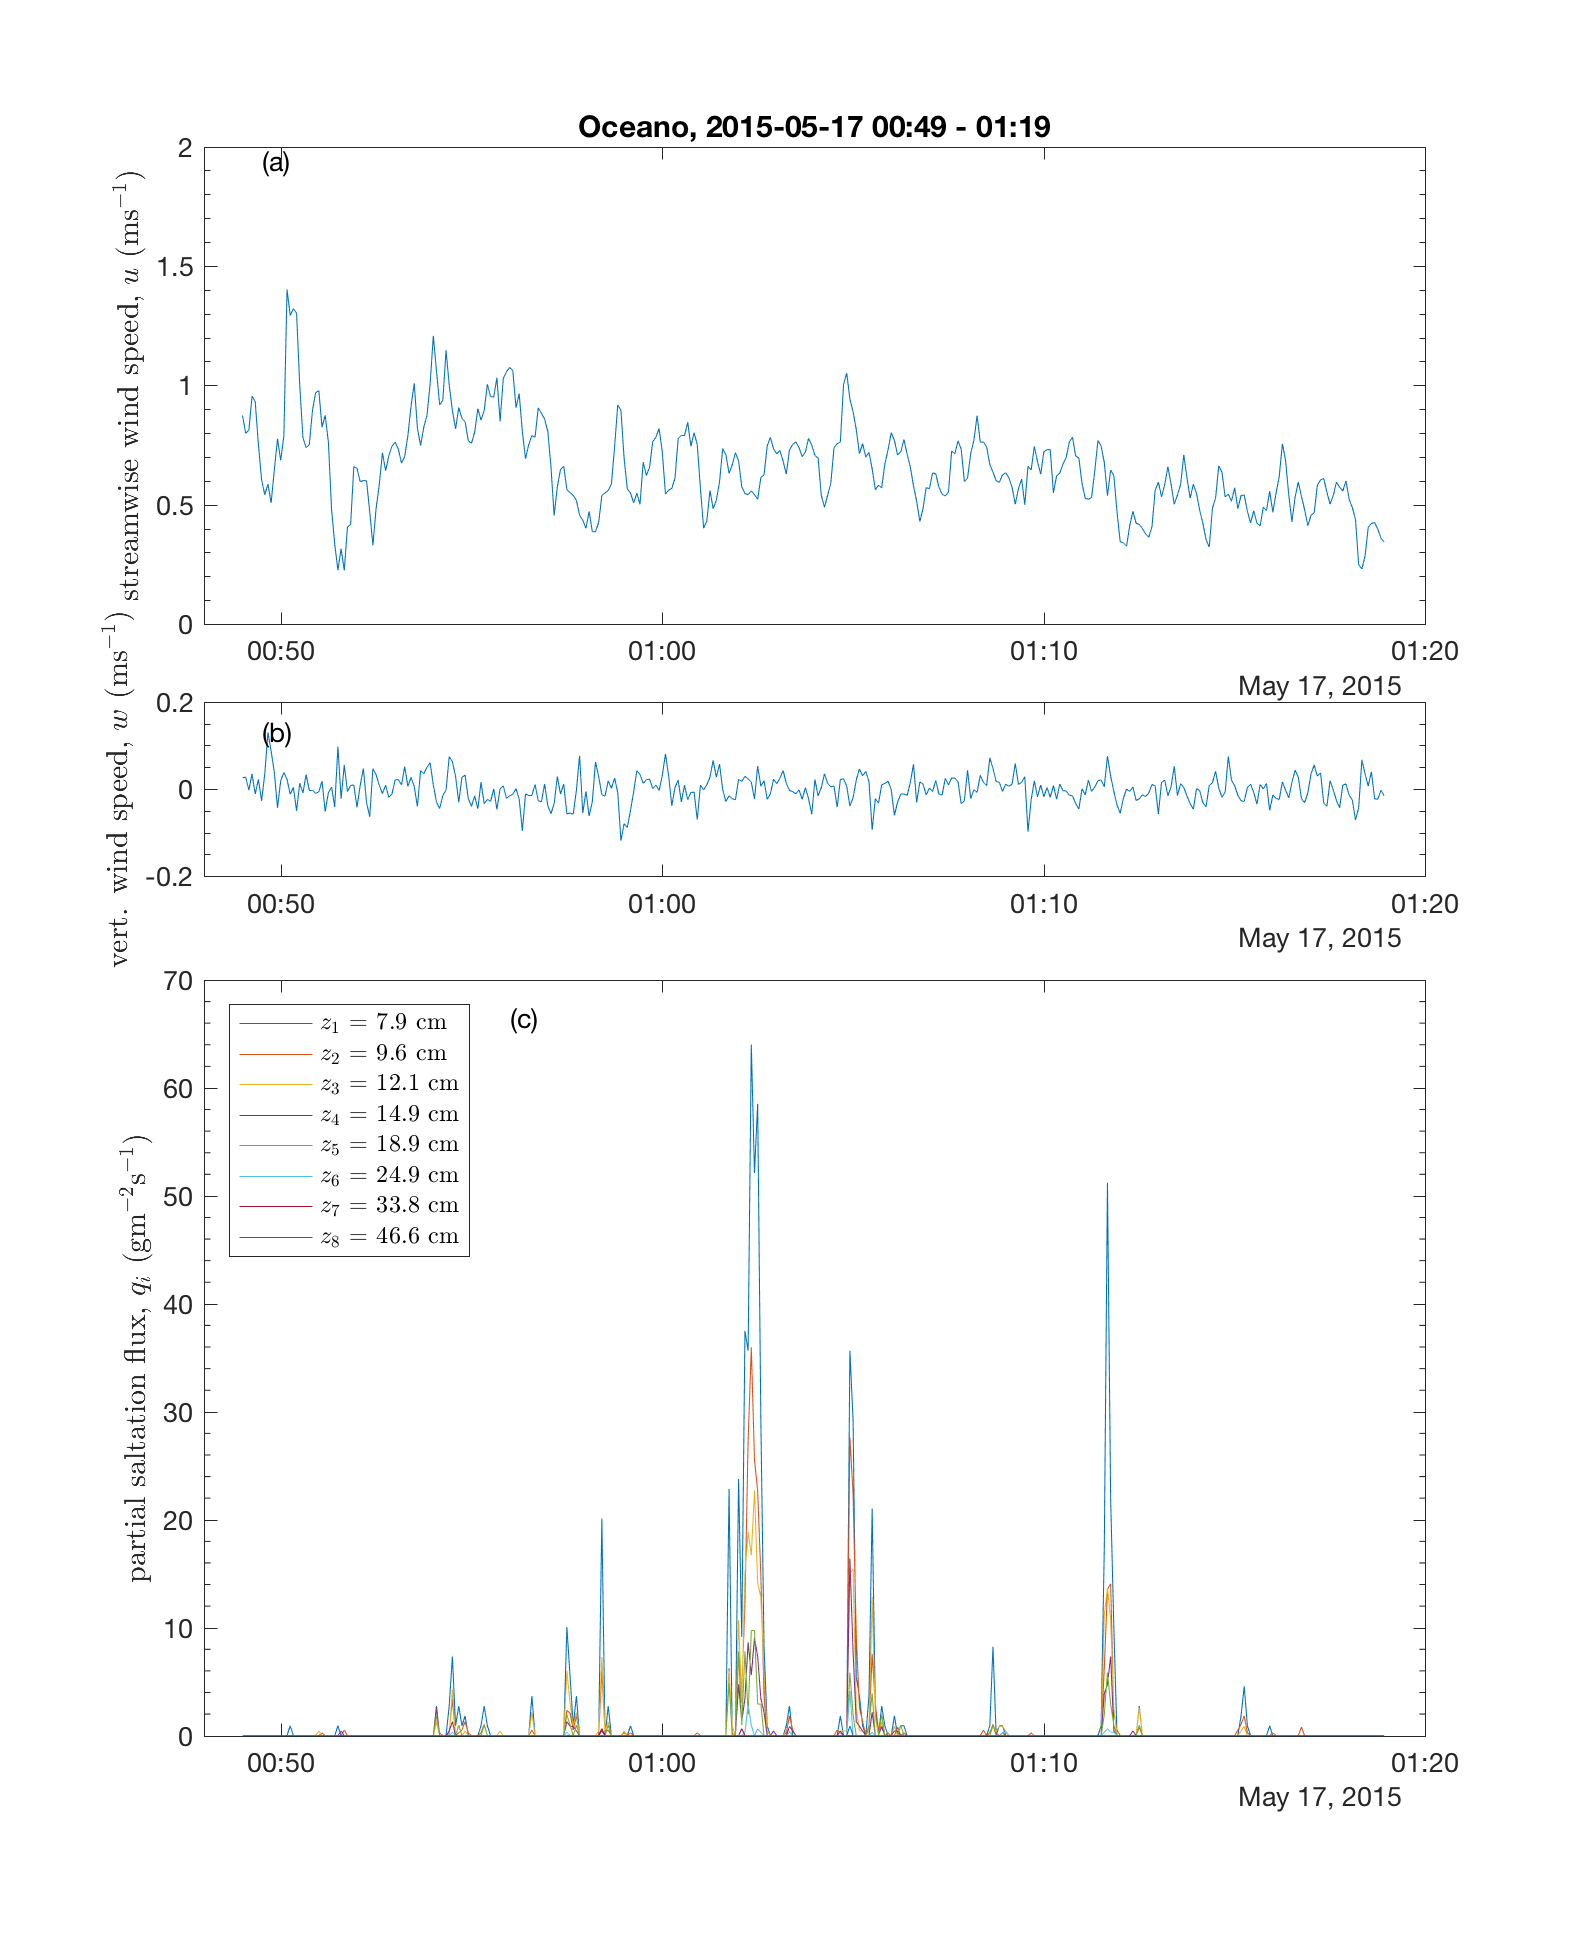 Oceano, 2015-05-17 00:49 - 01:19
(a)
streamwise wind speed, u (ms⁻¹)
2
1.5
1
0.5
0
00:50 01:00 01:10 01:20
May 17, 2015
(b)
vert. wind speed, w (ms⁻¹)
0.2
0
-0.2
00:50 01:00 01:10 01:20
May 17, 2015
(c)
partial saltation flux, qᵢ (gm⁻²s⁻¹)
70
60
50
40
30
20
10
0
z₁ = 7.9 cm
z₂ = 9.6 cm
z₃ = 12.1 cm
z₄ = 14.9 cm
z₅ = 18.9 cm
z₆ = 24.9 cm
z₇ = 33.8 cm
z₈ = 46.6 cm
00:50 01:00 01:10 01:20
May 17, 2015